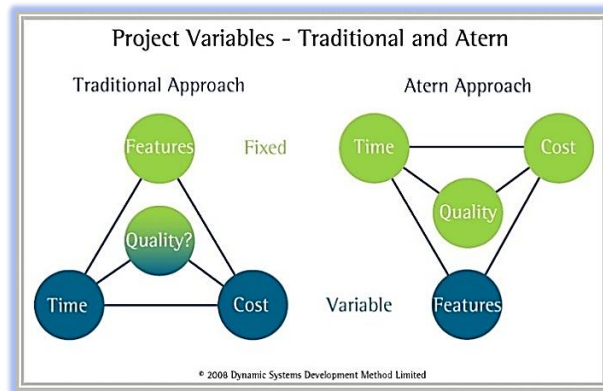 Project Variables - Traditional and Atern
Traditional Approach
Atern Approach
Features
Fixed
Time
Cost
Quality?
Quality
Time
Cost
Variable
Features
© 2008 Dynamic Systems Development Method Limited